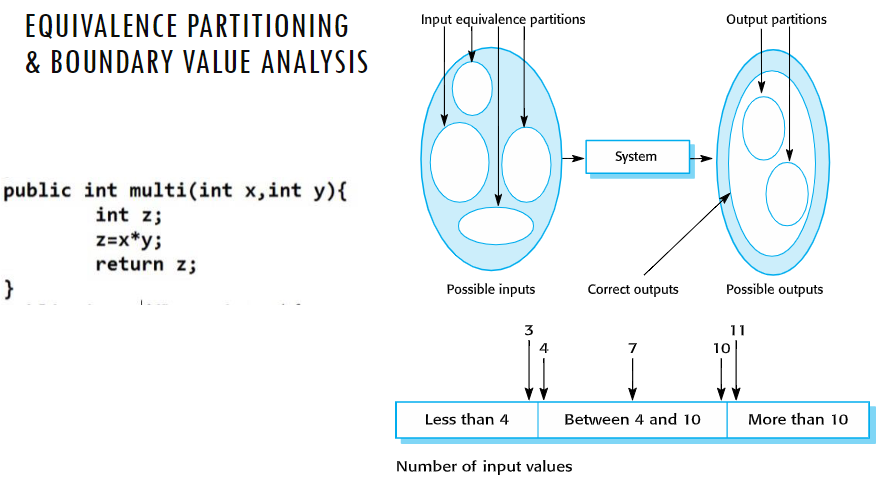 EQUIVALENCE PARTITIONING
& BOUNDARY VALUE ANALYSIS
public int multi(int x,int y){
int z;
z=x*y;
return z;
}
Input equivalence partitions
Output partitions
System
Possible inputs
Correct outputs
Possible outputs
3
11
4
7
10
Less than 4
Between 4 and 10
More than 10
Number of input values